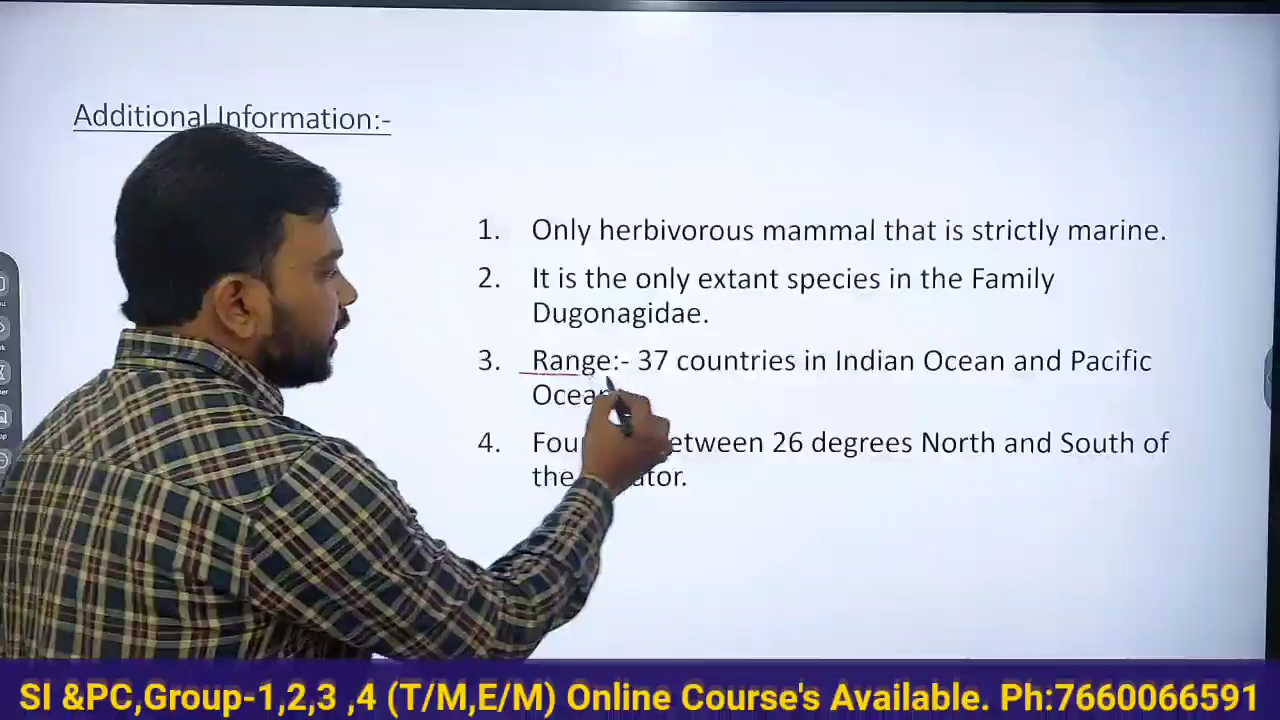 Additional Information:-
1. Only herbivorous mammal that is strictly marine.
2. It is the only extant species in the Family
Dugonagidae.
3. Range:- 37 countries in Indian Ocean and Pacific
4. between 26 degrees North and South of
the
SI &PC,Group-1,2,3 ,4 (T/M,E/M) Online Course's Available. Ph:7660066591